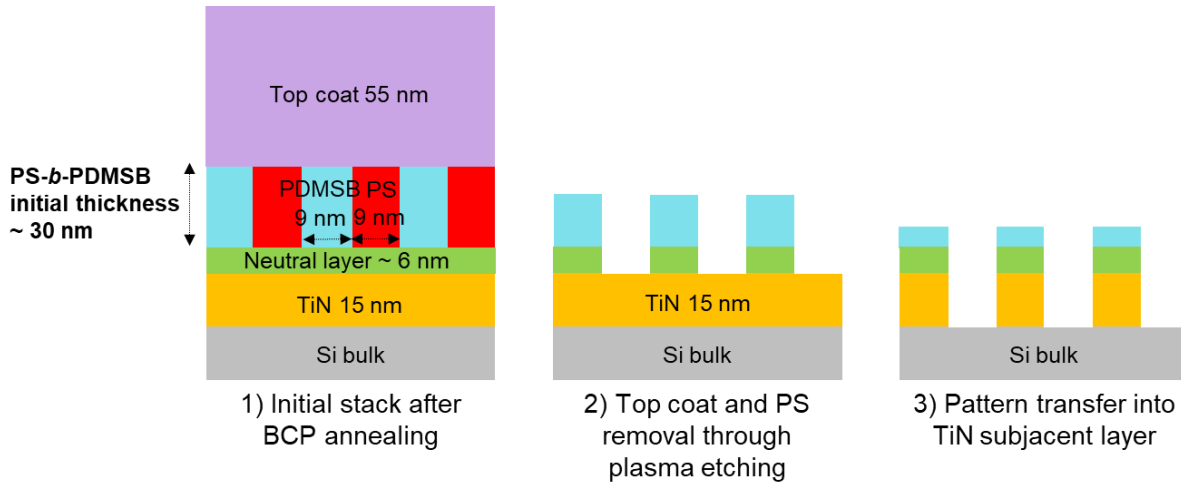 Top coat 55 nm
PS-b-PDMSB
initial thickness
~ 30 nm
PDMSB PS
9 nm 9 nm
Neutral layer ~ 6 nm
TiN 15 nm
Si bulk
1) Initial stack after
BCP annealing
TiN 15 nm
Si bulk
2) Top coat and PS
removal through
plasma etching
Si bulk
3) Pattern transfer into
TiN subjacent layer